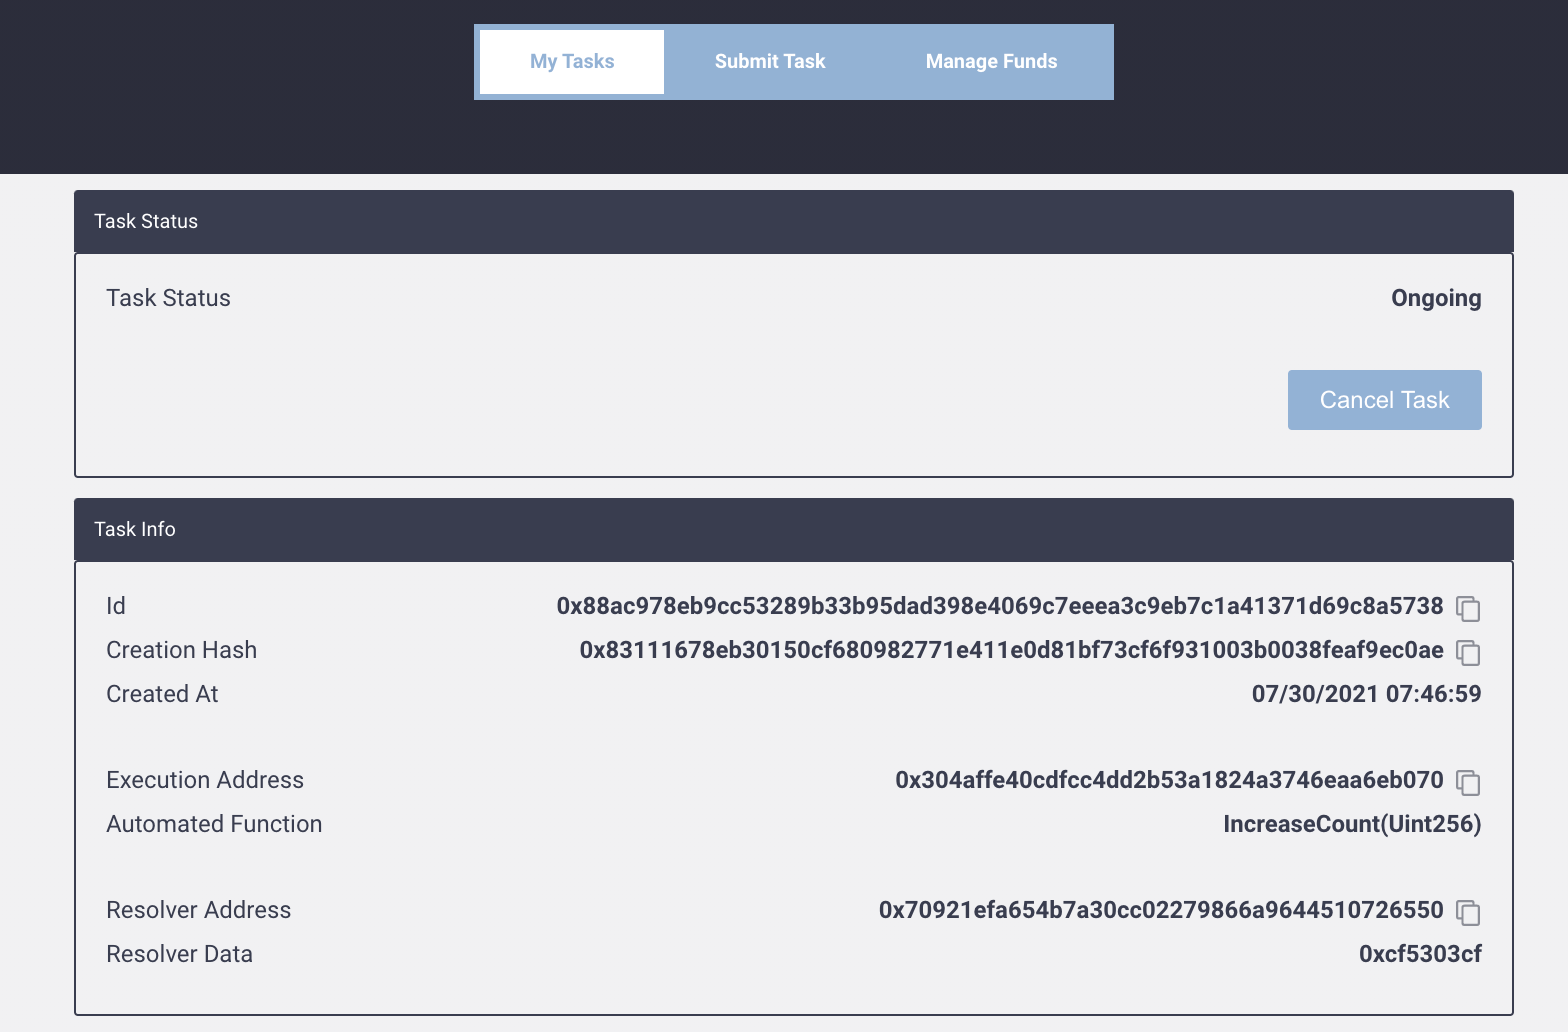 My Tasks Submit Task Manage Funds
Task Status
Task Status Ongoing
Cancel Task
Task Info
Id 0x88ac978eb9cc53289b33b95dad398e4069c7eeea3c9eb7c1a41371d69c8a5738
Creation Hash 0x83111678eb30150cf680982771e411e0d81bf73cf6f931003b0038feaf9ec0ae
Created At 07/30/2021 07:46:59
Execution Address 0x304affe40cdfcc4dd2b53a1824a3746eaa6eb070
Automated Function IncreaseCount(Uint256)
Resolver Address 0x70921efa654b7a30cc02279866a9644510726550
Resolver Data 0xcf5303cf